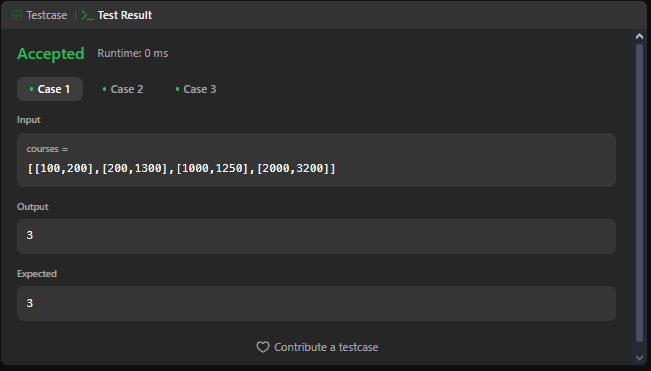 Testcase | >_ Test Result
Accepted Runtime: 0 ms
• Case 1 • Case 2 • Case 3
Input
courses =
[[100,200],[200,1300],[1000,1250],[2000,3200]]
Output
3
Expected
3
Contribute a testcase